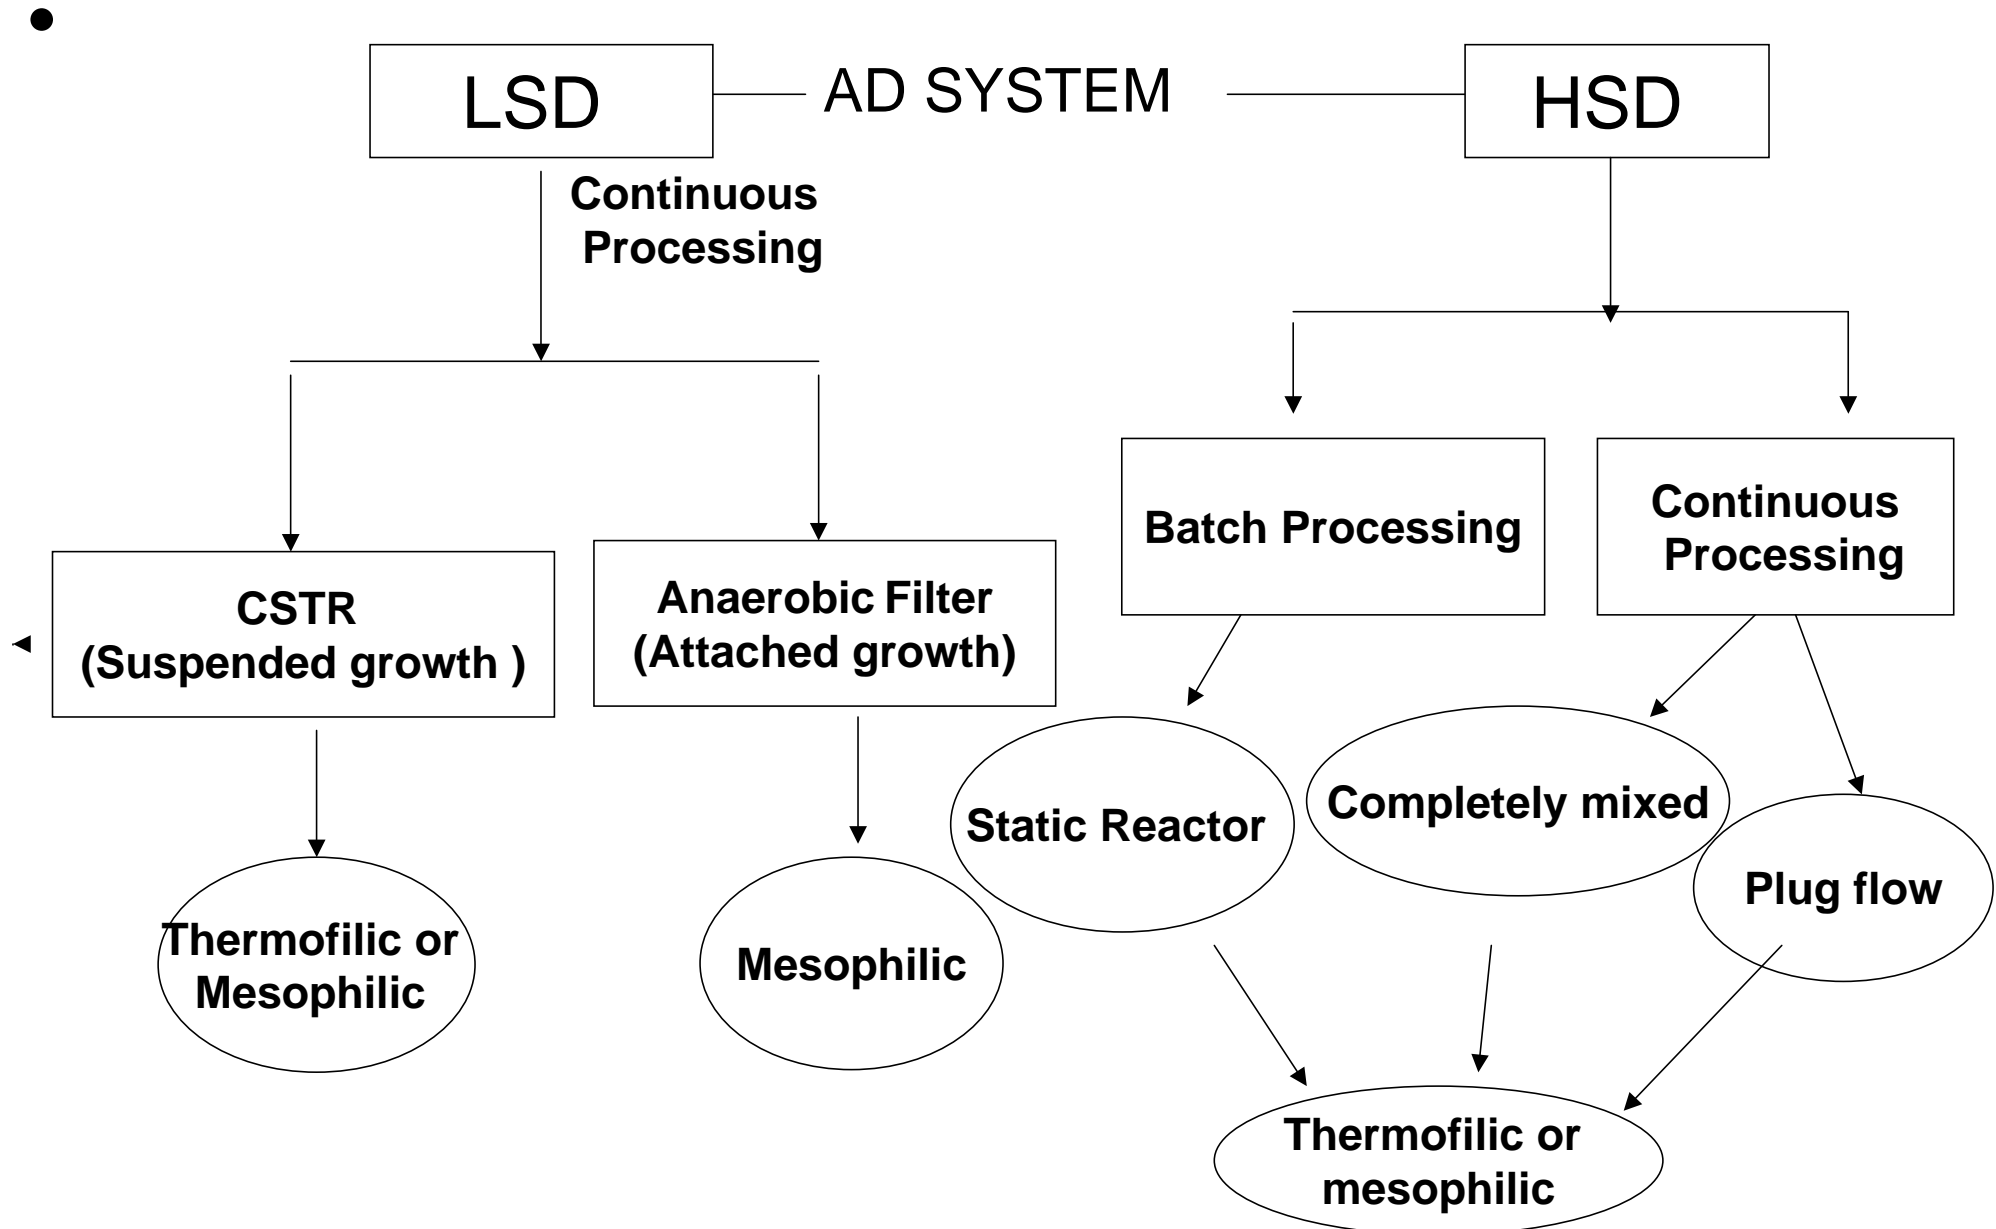 LSD
AD SYSTEM
HSD
Continuous
Processing
CSTR
(Suspended growth )
Anaerobic Filter
(Attached growth)
Batch Processing
Continuous
Processing
Static Reactor
Completely mixed
Plug flow
Thermofilic or
Mesophilic
Mesophilic
Thermofilic or
mesophilic